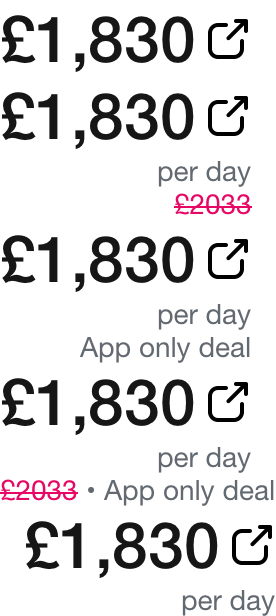 £1,830
£1,830
per day
£2033
£1,830
per day
App only deal
£1,830
per day
£2033 • App only deal
£1,830
per day